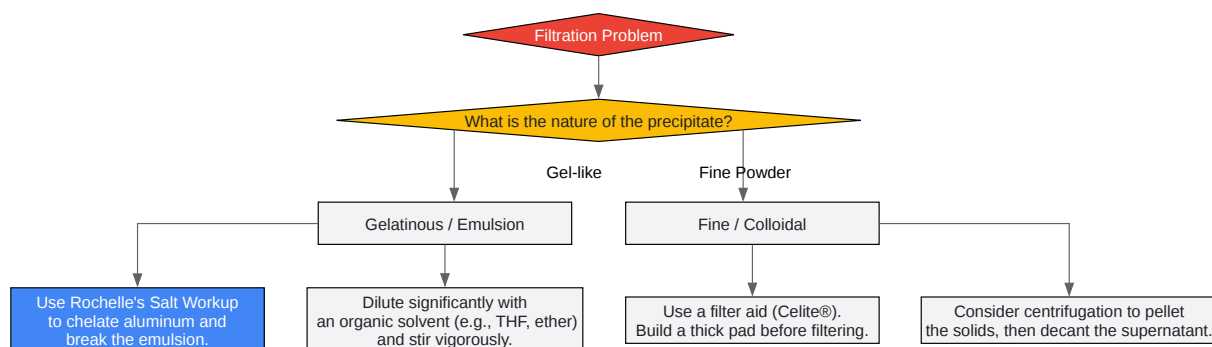 Filtration Problem
What is the nature of the precipitate?
Gel-like
Fine Powder
Gelatinous / Emulsion
Fine / Colloidal
Use Rochelle's Salt Workup
to chelate aluminum and
break the emulsion.
Dilute significantly with
an organic solvent (e.g., THF, ether)
and stir vigorously.
Use a filter aid (Celite®).
Build a thick pad before filtering.
Consider centrifugation to pellet
the solids, then decant the supernatant.